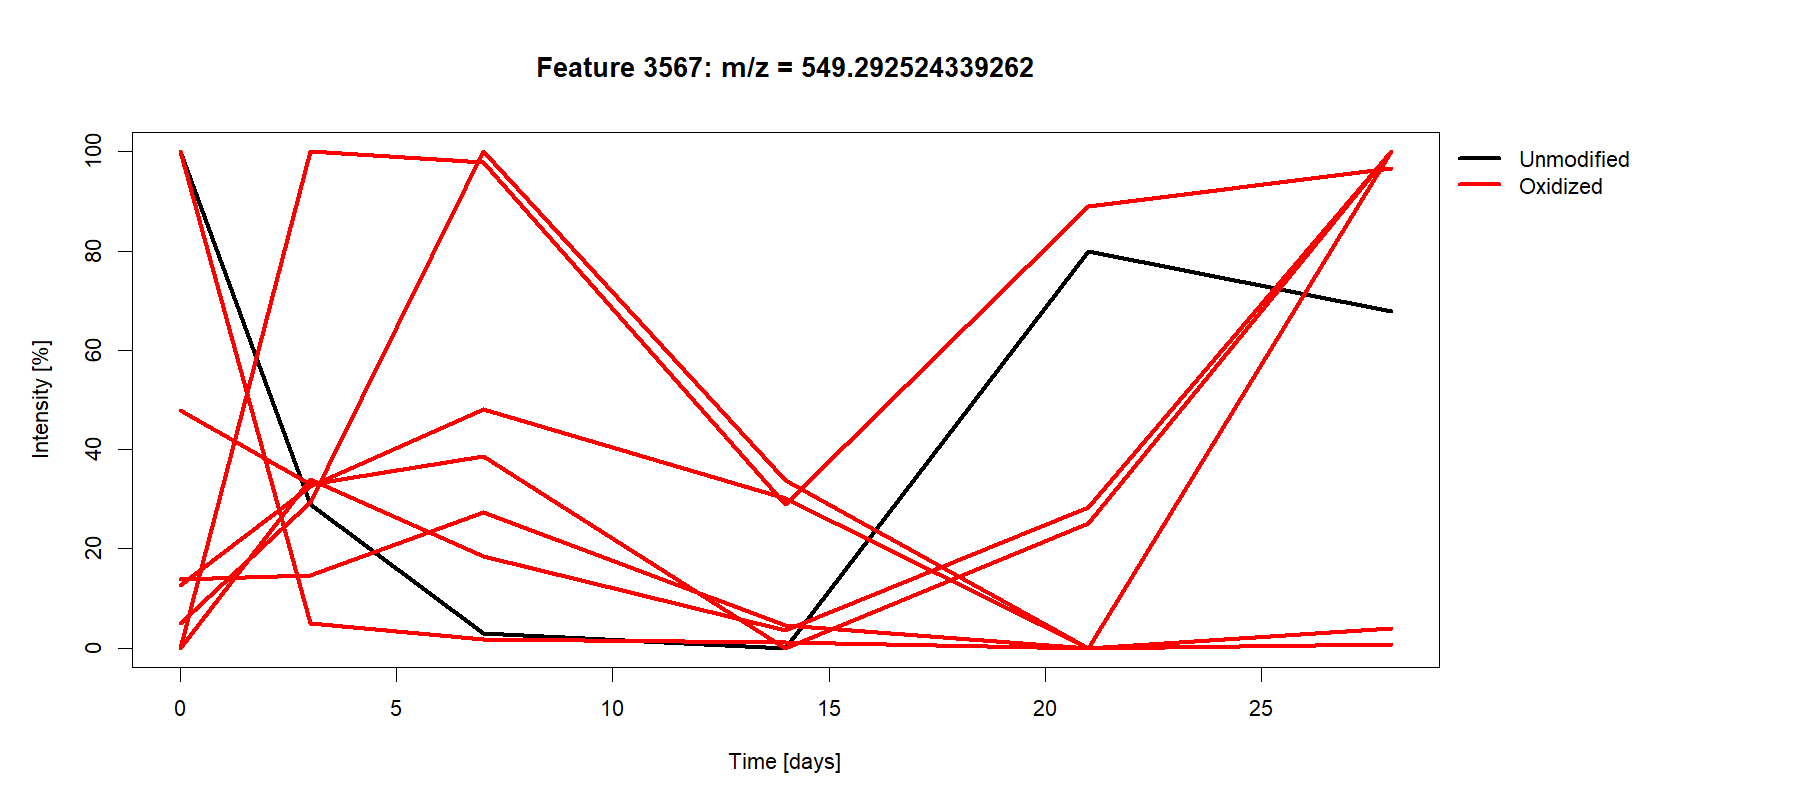 Feature 3567: m/z = 549.292524339262
Unmodified
Oxidized
Intensity [%]
100
80
60
40
20
0
0 5 10 15 20 25
Time [days]